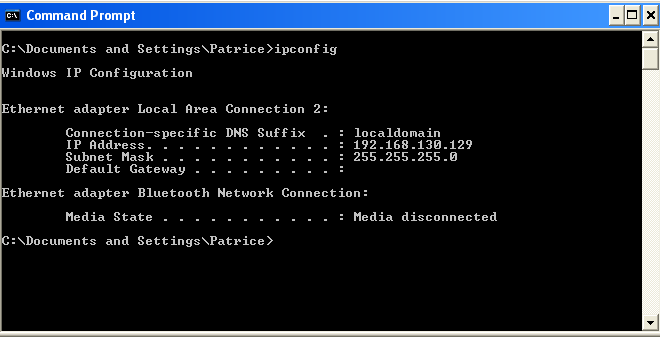 Command Prompt
C:\Documents and Settings\Patrice>ipconfig
Windows IP Configuration
Ethernet adapter Local Area Connection 2:
Connection-specific DNS Suffix  . : localdomain
IP Address. . . . . . . . . . . . : 192.168.130.129
Subnet Mask . . . . . . . . . . . : 255.255.255.0
Default Gateway . . . . . . . . . :
Ethernet adapter Bluetooth Network Connection:
Media State . . . . . . . . . . . : Media disconnected
C:\Documents and Settings\Patrice>